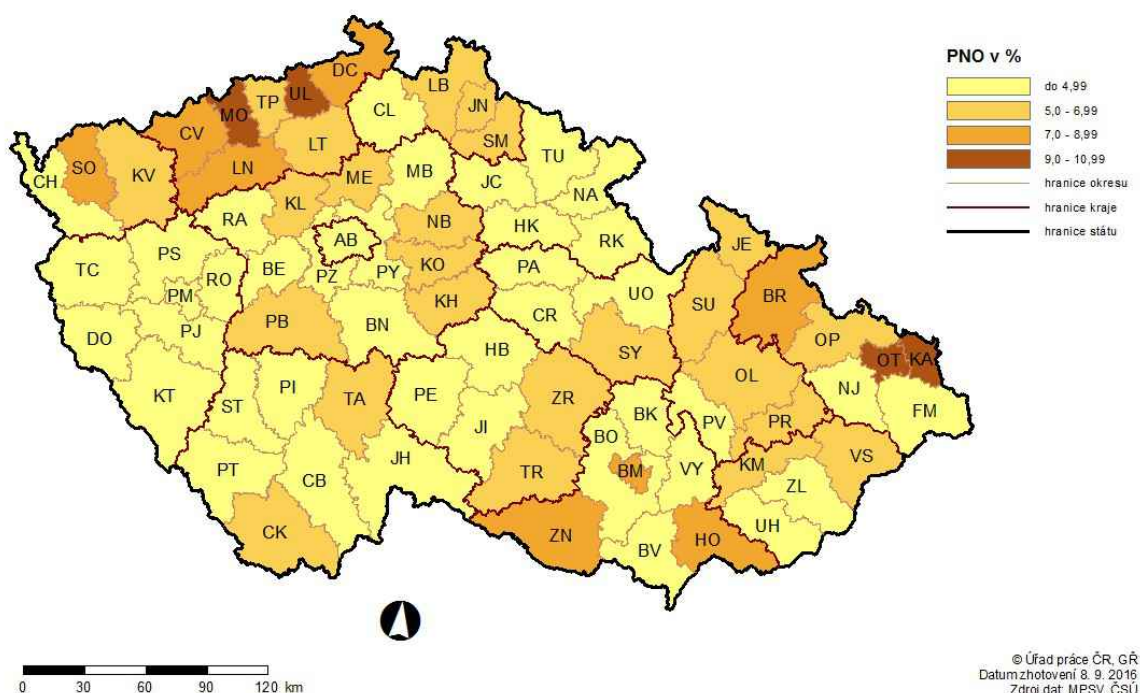 PNO v %
do 4,99
5,0 - 6,99
7,0 - 8,99
9,0 - 10,99
hranice okresu
hranice kraje
hranice státu
DC
LB
UL
TP
JN
MO
CL
CV
LT
SM
SO
LN
TU
CH
KV
ME
MB
JC
NA
KL
RA
NB
HK
AB
RK
JE
PS
TC
BE
KO
PA
RO
PZ
PY
UO
BR
PM
KH
SU
CR
PB
BN
PJ
DO
OP
HB
SY
OT
KA
OL
KT
PI
PE
NJ
ST
TA
ZR
FM
BK
PV
PR
JI
BO
VS
KM
JH
PT
BM
VY
TR
CB
ZL
UH
CK
ZN
HO
BV
0 30 60 90 120 km
© Úřad práce ČR, GŘ
Datum zhotovení 8. 9. 2016
Zdroj dat: MPSV, ČSÚ